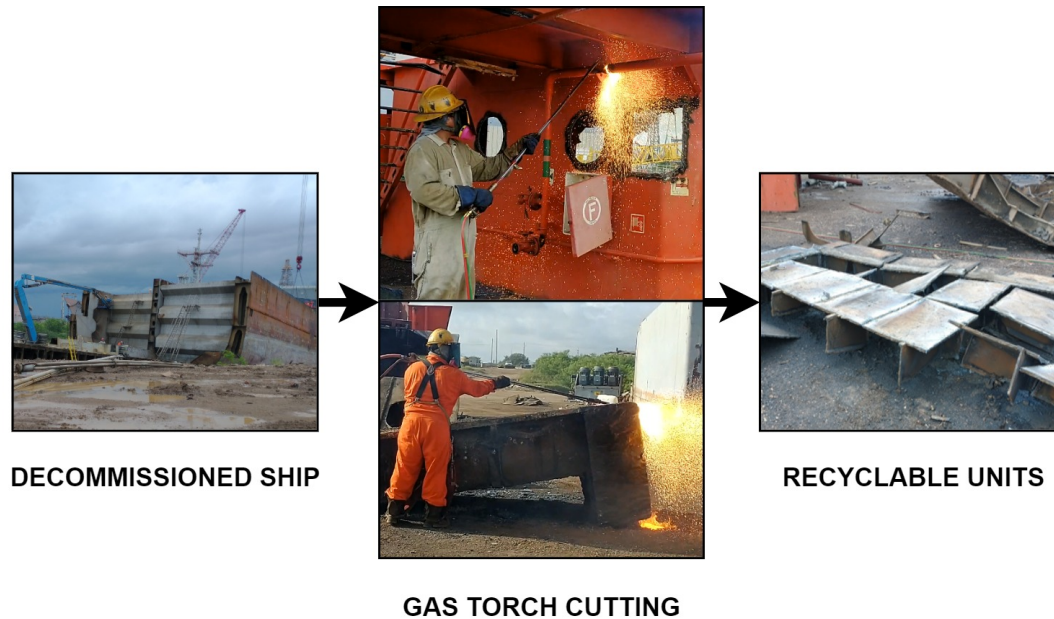 DECOMMISSIONED SHIP
F
RECYCLABLE UNITS
GAS TORCH CUTTING